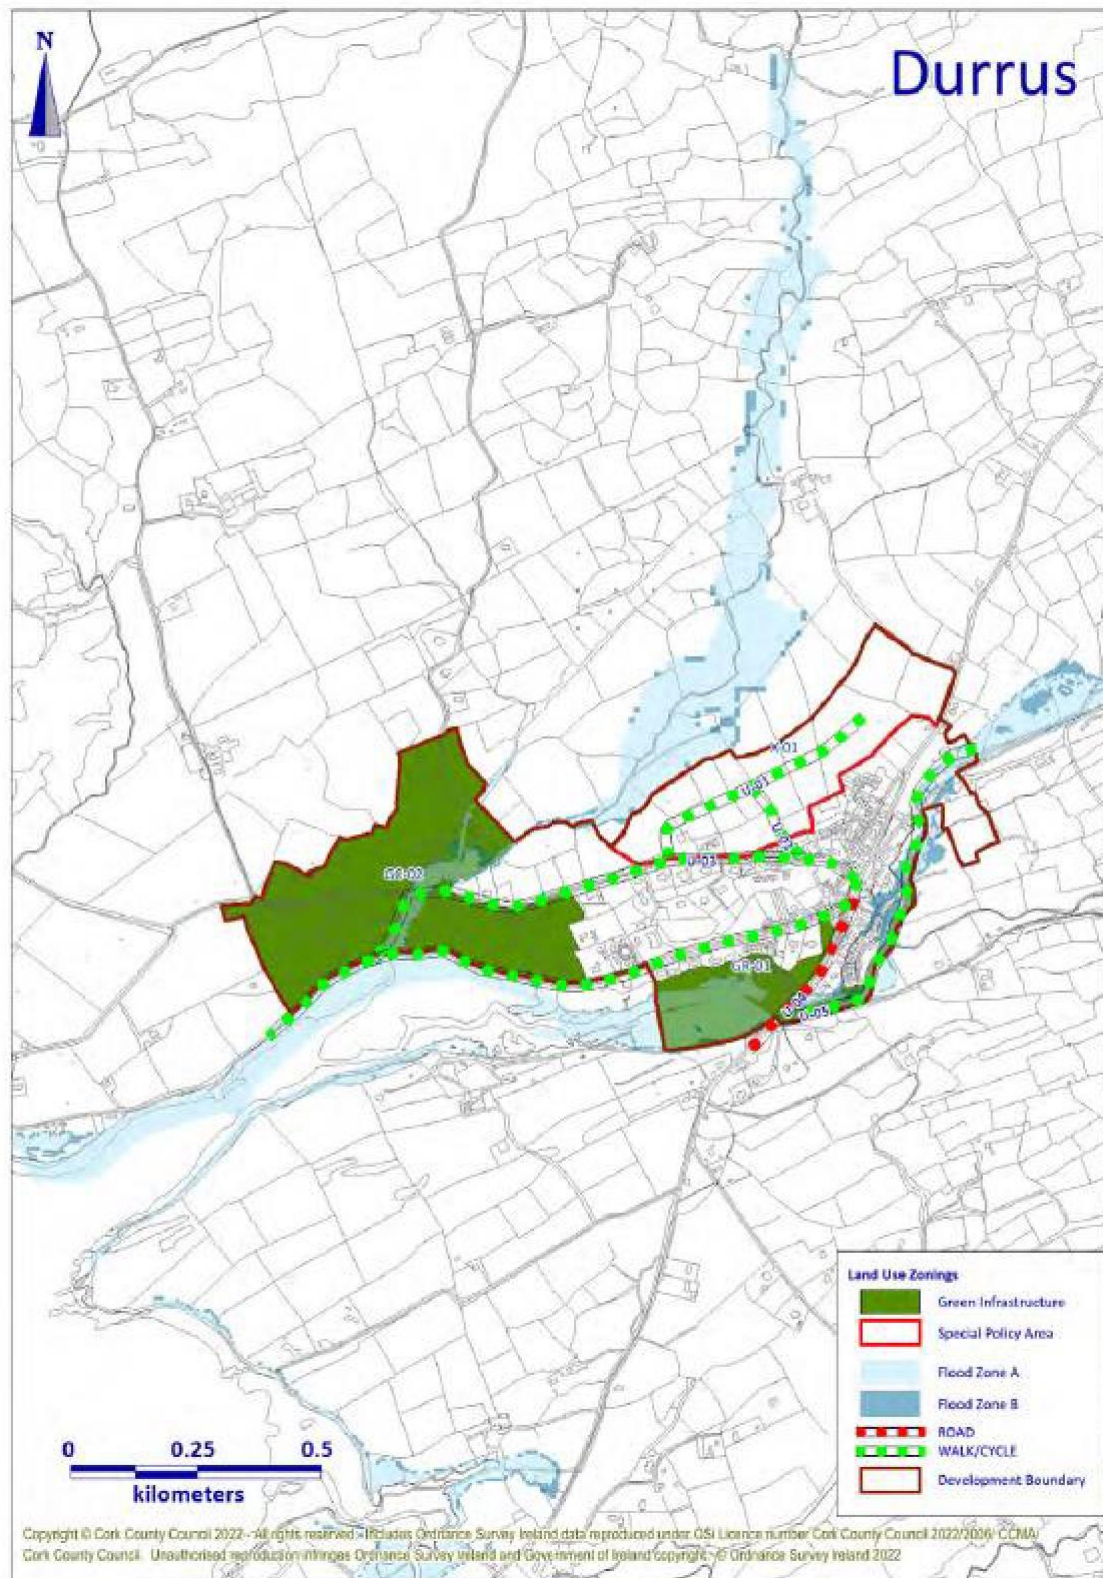 N
Durrus
X-01
U-01
U-03
GC-02
GR-01
U-04
U-05
Land Use Zonings
Green Infrastructure
Special Policy Area
Flood Zone A
Flood Zone B
ROAD
WALK/CYCLE
Development Boundary
0 0.25 0.5
kilometers
Copyright © Cork County Council 2022 - All rights reserved - Includes Ordnance Survey Ireland data reproduced under OSi Licence number Cork County Council 2022/2006/ CCMA/
Cork County Council. Unauthorised reproduction infringes Ordnance Survey Ireland and Government of Ireland copyright - © Ordnance Survey Ireland 2022